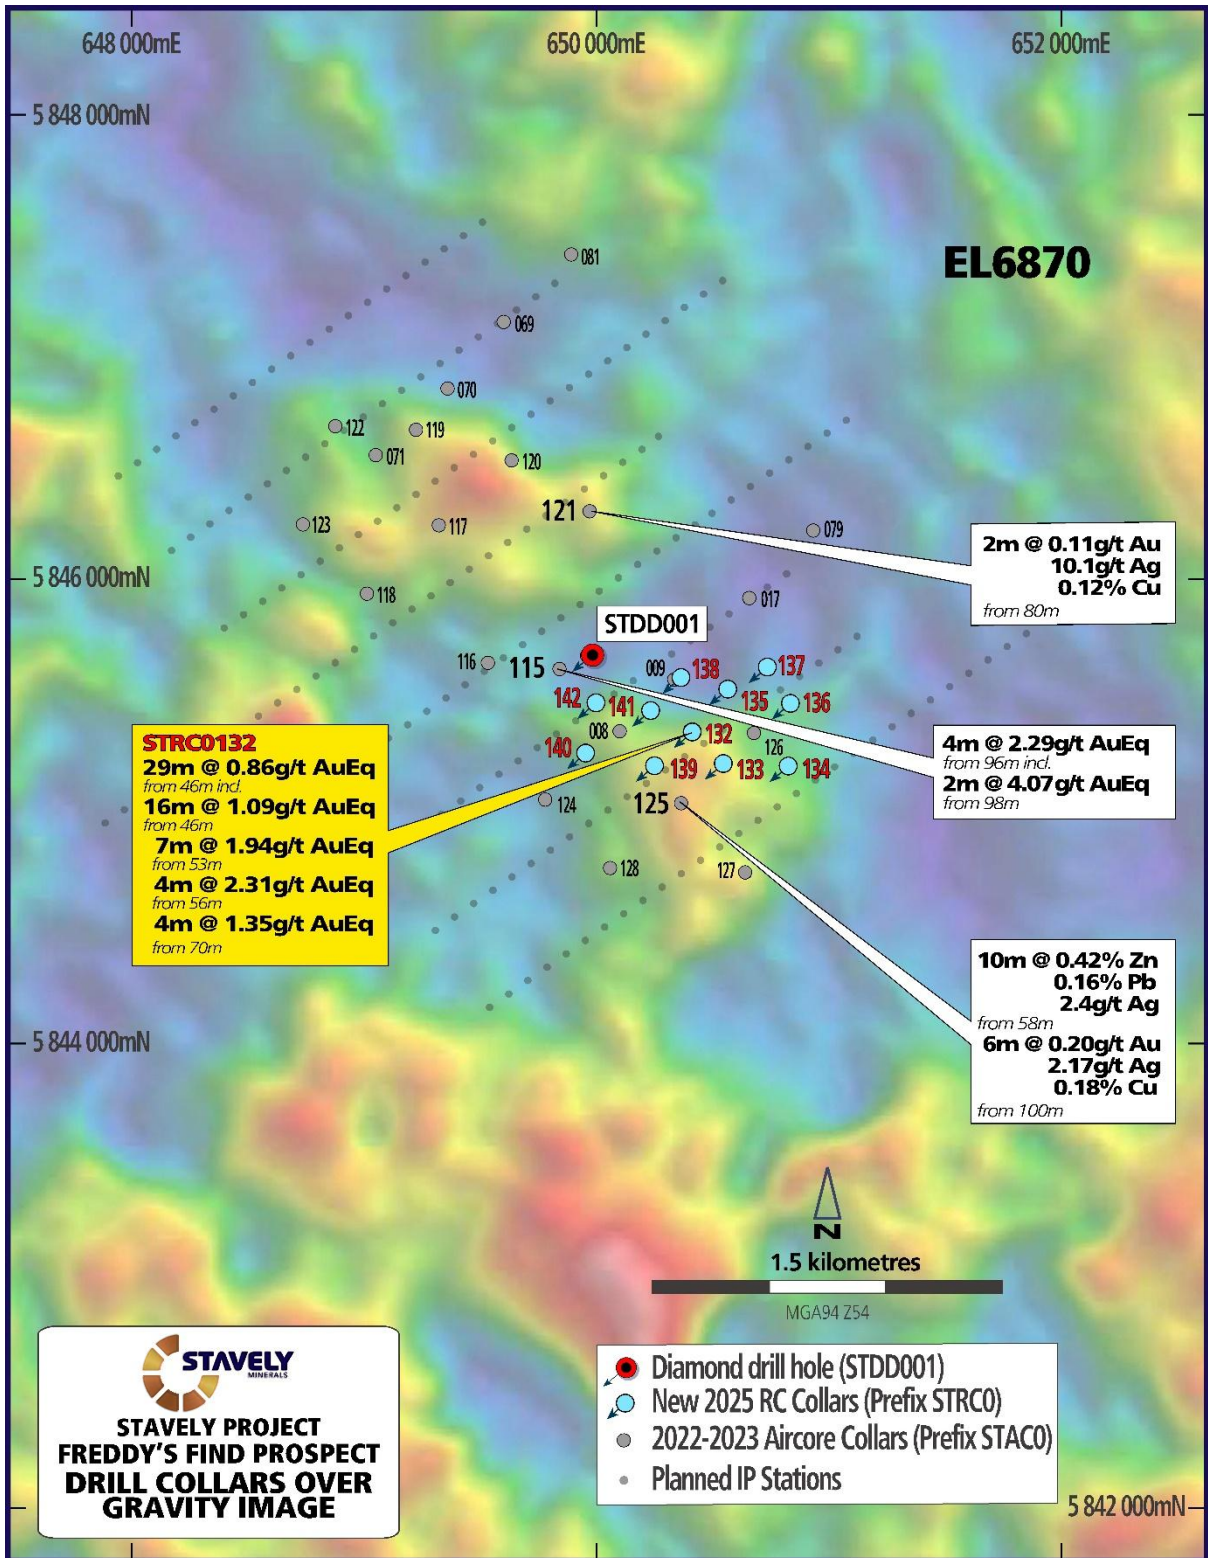 648 000mE
650 000mE
652 000mE
5 848 000mN
EL6870
081
069
070
122
119
071
120
121
123
117
079
2m @ 0.11g/t Au
10.1g/t Ag
0.12% Cu
from 80m
5 846 000mN
118
017
STDD001
116
115
009
138
137
142
141
135
136
008
132
126
140
139
133
134
STRC0132
29m @ 0.86g/t AuEq
from 46m incl.
16m @ 1.09g/t AuEq
from 46m
7m @ 1.94g/t AuEq
from 53m
4m @ 2.31g/t AuEq
from 56m
4m @ 1.35g/t AuEq
from 70m
4m @ 2.29g/t AuEq
from 96m incl.
2m @ 4.07g/t AuEq
from 98m
124
125
128
127
10m @ 0.42% Zn
0.16% Pb
2.4g/t Ag
from 58m
6m @ 0.20g/t Au
2.17g/t Ag
0.18% Cu
from 100m
5 844 000mN
N
1.5 kilometres
MGA94 Z54
STAVELY
MINERALS
STAVELY PROJECT
FREDDY'S FIND PROSPECT
DRILL COLLARS OVER
GRAVITY IMAGE
Diamond drill hole (STDD001)
New 2025 RC Collars (Prefix STRC0)
2022-2023 Aircore Collars (Prefix STAC0)
Planned IP Stations
5 842 000mN